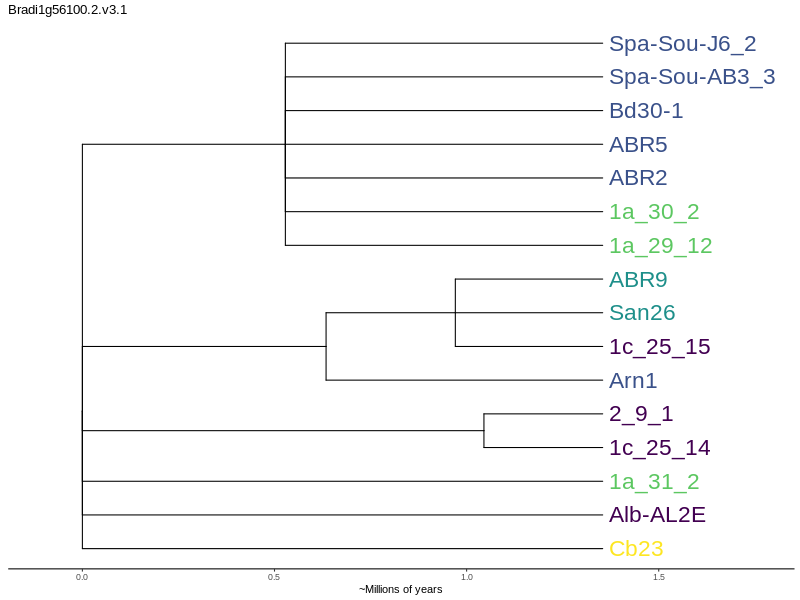 Bradi1g56100.2.v3.1
Spa-Sou-J6_2
Spa-Sou-AB3_3
Bd30-1
ABR5
ABR2
1a_30_2
1a_29_12
ABR9
San26
1c_25_15
Arn1
2_9_1
1c_25_14
1a_31_2
Alb-AL2E
Cb23
0.0 0.5 1.0 1.5
~Millions of years